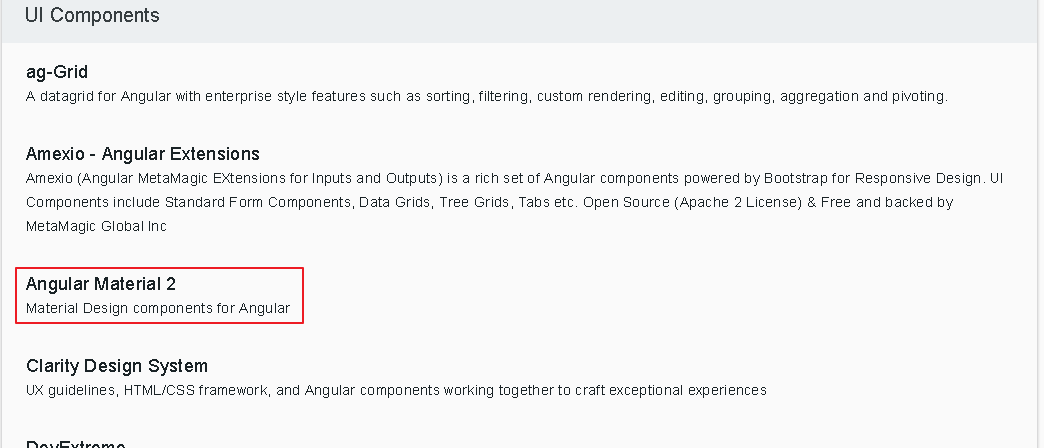 UI Components
ag-Grid
A datagrid for Angular with enterprise style features such as sorting, filtering, custom rendering, editing, grouping, aggregation and pivoting.
Amexio - Angular Extensions
Amexio (Angular MetaMagic EXtensions for Inputs and Outputs) is a rich set of Angular components powered by Bootstrap for Responsive Design. UI
Components include Standard Form Components, Data Grids, Tree Grids, Tabs etc. Open Source (Apache 2 License) & Free and backed by
MetaMagic Global Inc
Angular Material 2
Material Design components for Angular
Clarity Design System
UX guidelines, HTML/CSS framework, and Angular components working together to craft exceptional experiences
DevExtreme